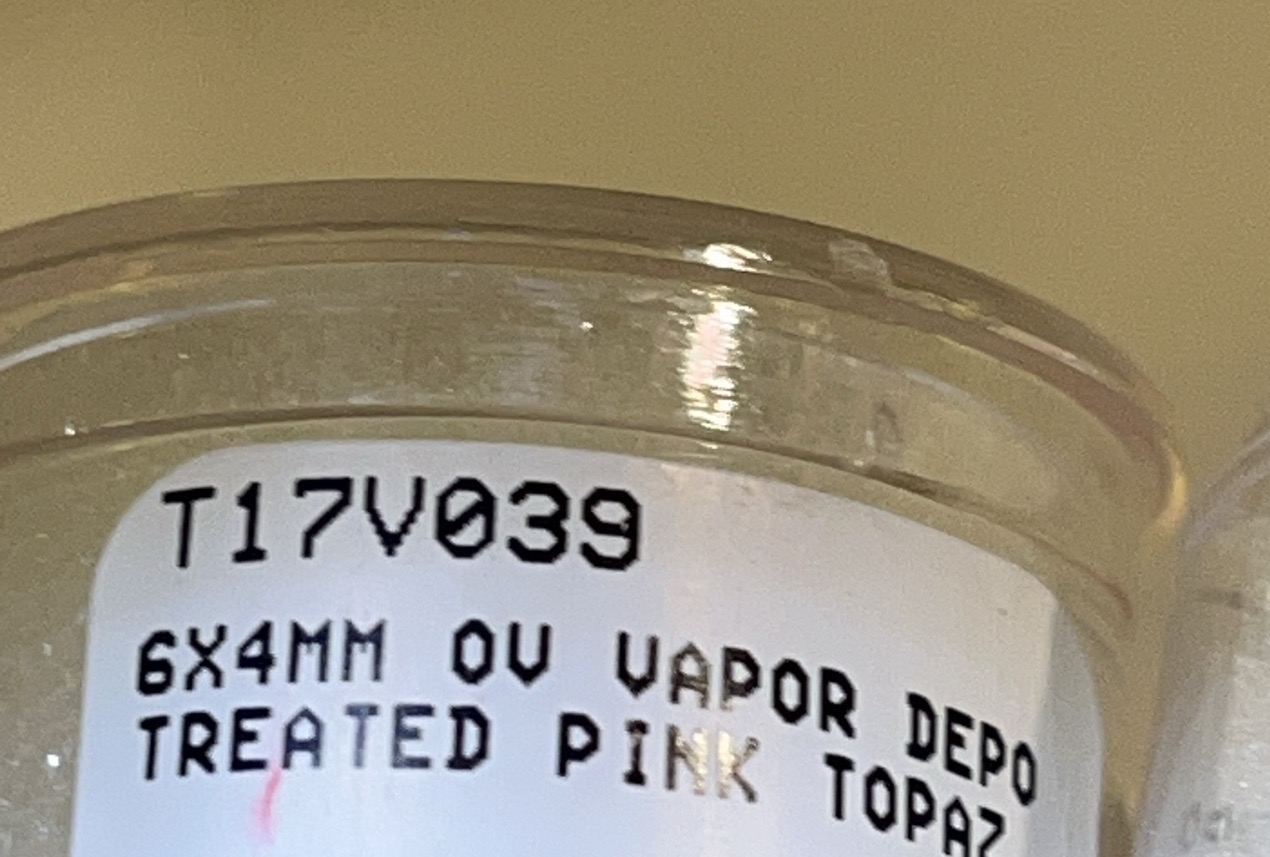 T17V039
6X4MM OV VAPOR DEPO
TREATED PINK TOPAZ